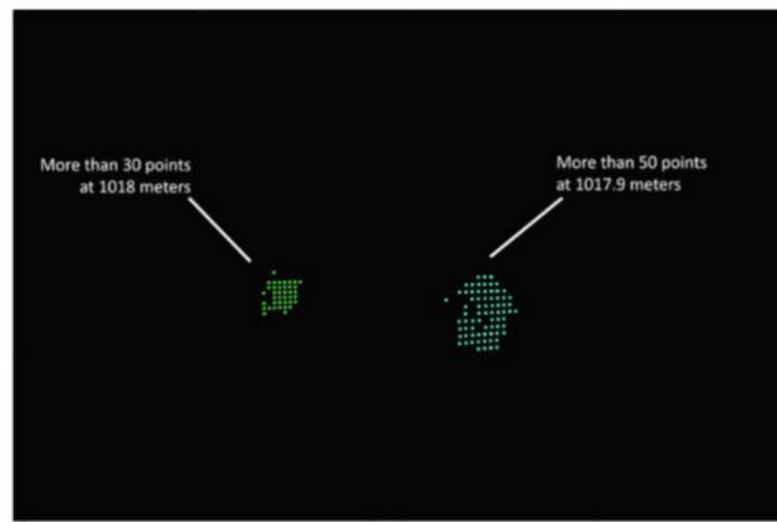 More than 30 points
at 1018 meters
More than 50 points
at 1017.9 meters